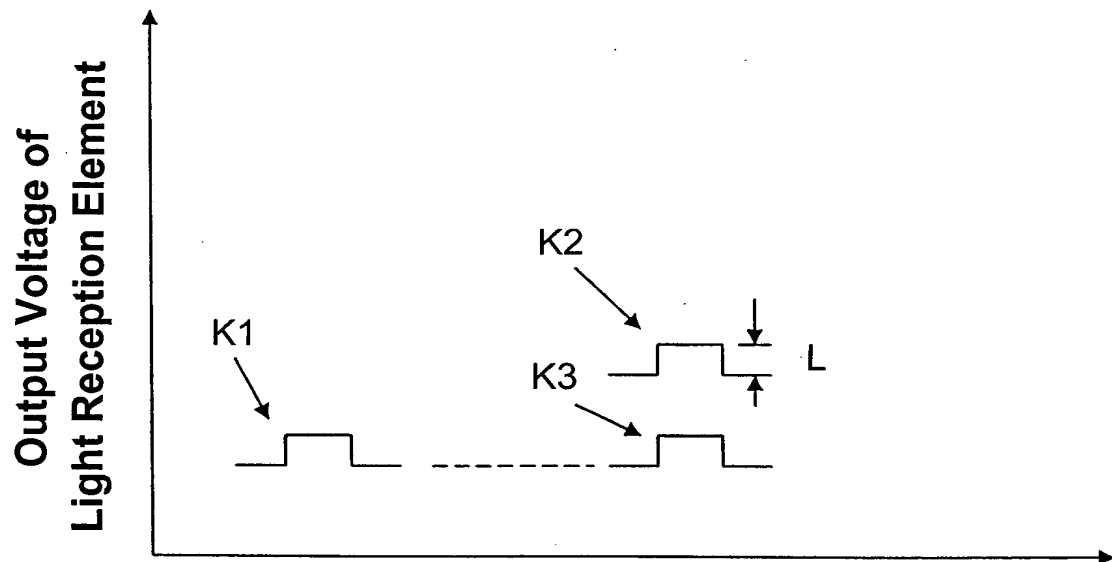 Output Voltage of
Light Reception Element
K1
K2
K3
L